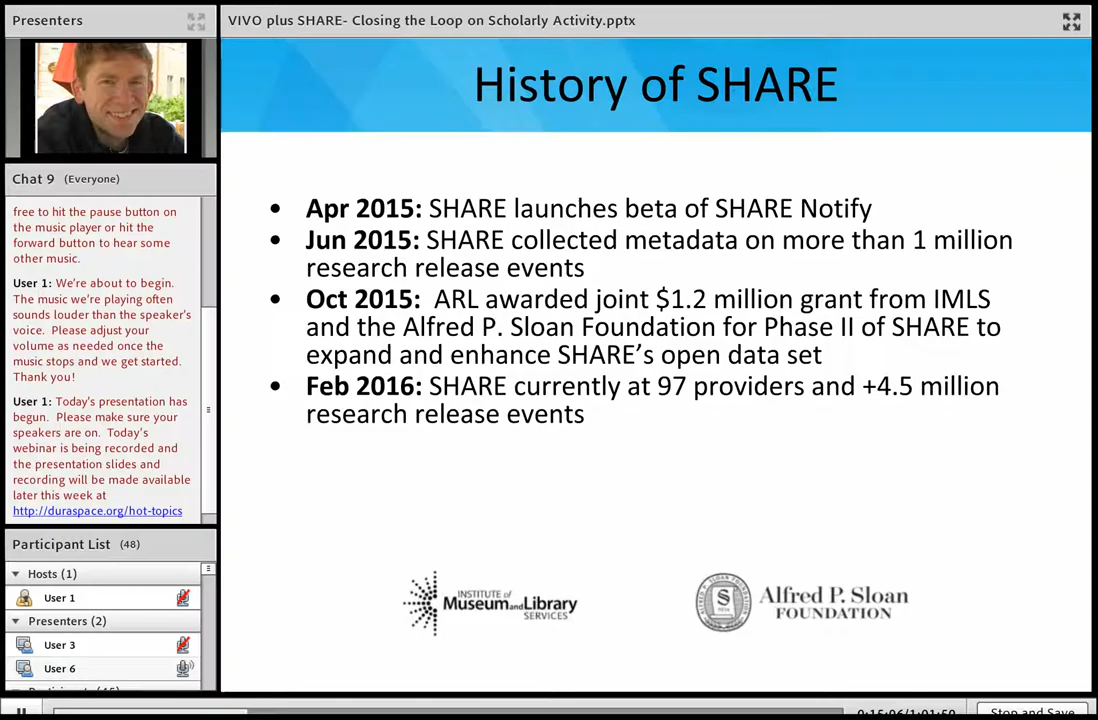 Presenters
VIVO plus SHARE- Closing the Loop on Scholarly Activity.pptx
Chat 9 (Everyone)
free to hit the pause button on
the music player or hit the
forward button to hear some
other music.
User 1: We're about to begin.
The music we're playing often
sounds louder than the speaker's
voice. Please adjust your
volume as needed once the
music stops and we get started.
Thank you!
User 1: Today's presentation has
begun. Please make sure your
speakers are on. Today's
webinar is being recorded and
the presentation slides and
recording will be made available
later this week at
http://duraspace.org/hot-topics
Participant List (48)
Hosts (1)
User 1
Presenters (2)
User 3
User 6
History of SHARE
• Apr 2015: SHARE launches beta of SHARE Notify
• Jun 2015: SHARE collected metadata on more than 1 million
research release events
• Oct 2015: ARL awarded joint $1.2 million grant from IMLS
and the Alfred P. Sloan Foundation for Phase II of SHARE to
expand and enhance SHARE's open data set
• Feb 2016: SHARE currently at 97 providers and +4.5 million
research release events
INSTITUTE of
Museum and Library
SERVICES
Alfred P. Sloan
FOUNDATION
0:15:06/1:01:50
Stop and Save